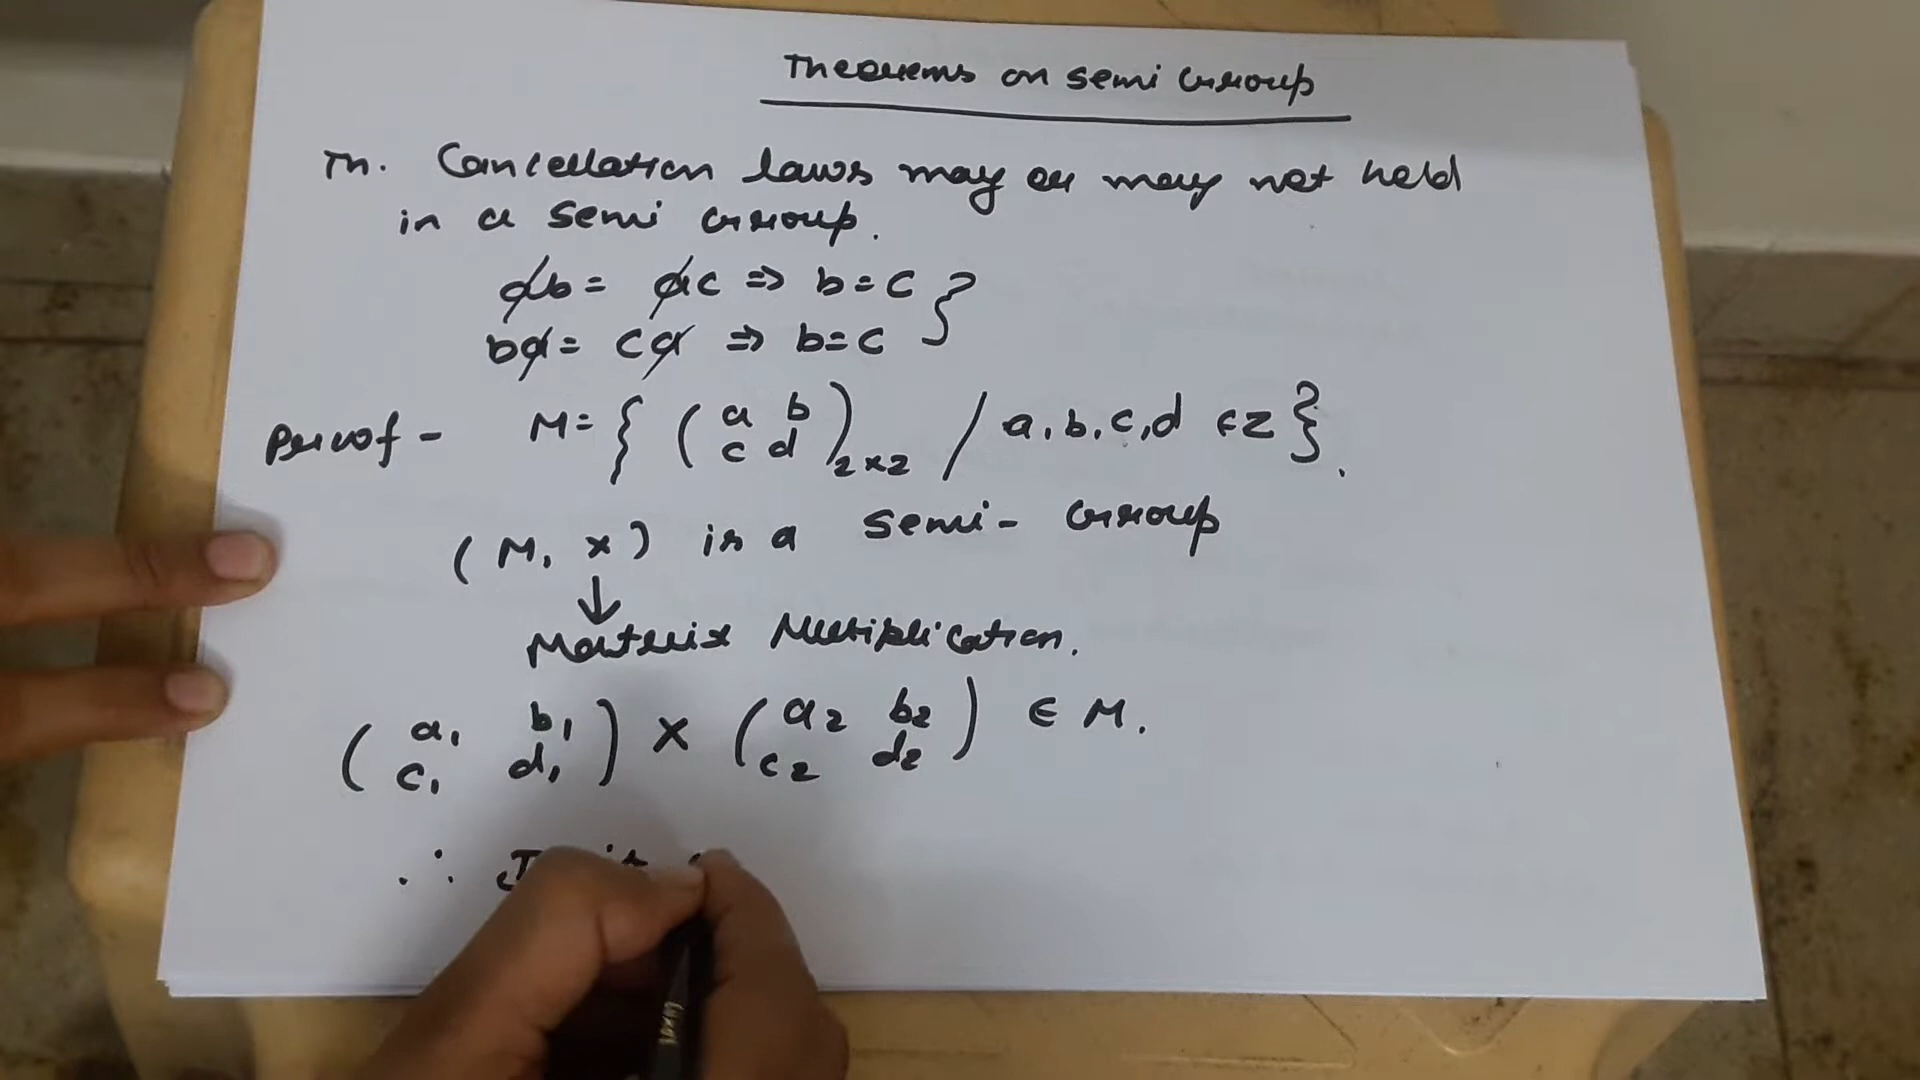 Theorems on Semi Group
Th. Cancellation laws may or may not hold
in a Semi Group.
ab = ac ⇒ b = c }
ba = ca ⇒ b = c
Proof - M = { ( a b c d )2×2 / a, b, c, d ∈ Z }.
(M, ×) is a Semi-Group
↓
Matrix Multiplication.
( a1 b1 c1 d1 ) × ( a2 b2 c2 d2 ) ∈ M.
∴